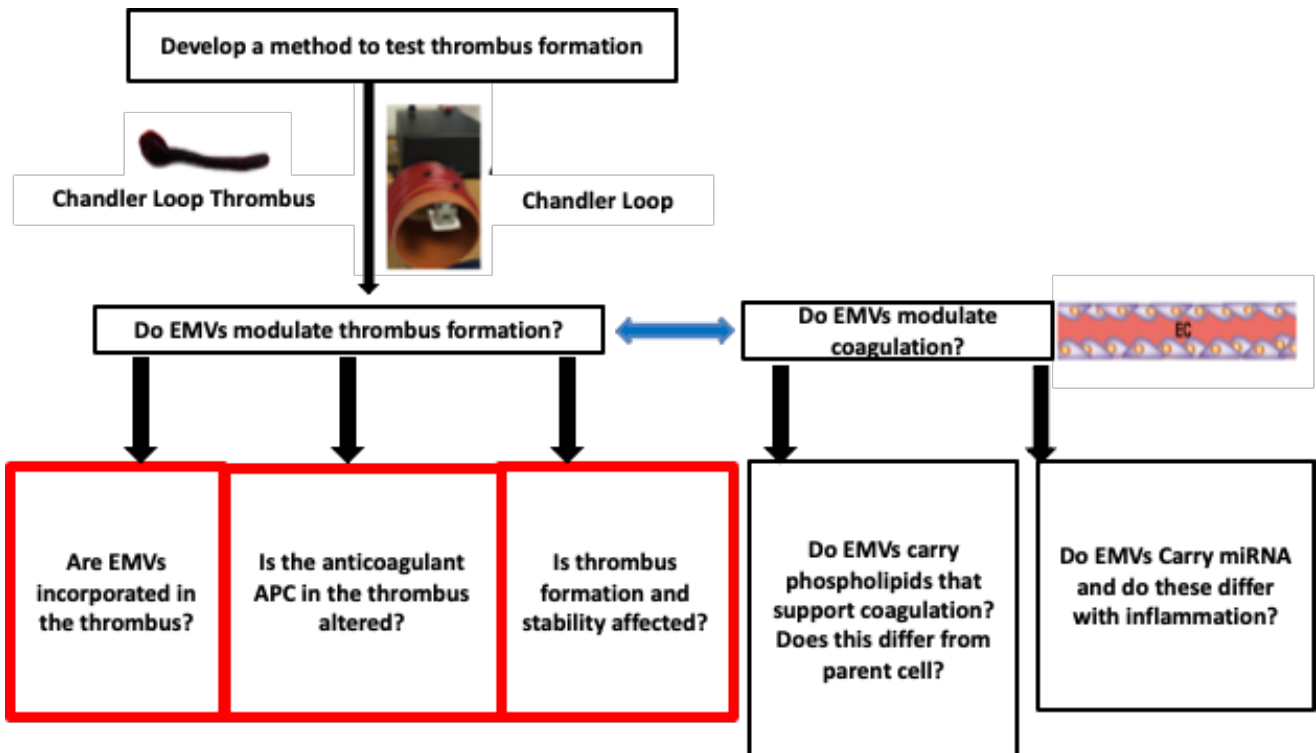 Develop a method to test thrombus formation
Chandler Loop Thrombus
Chandler Loop
Do EMVs modulate thrombus formation?
Do EMVs modulate
coagulation?
EC
Are EMVs
incorporated in
the thrombus?
Is the anticoagulant
APC in the thrombus
altered?
Is thrombus
formation and
stability affected?
Do EMVs carry
phospholipids that
support coagulation?
Does this differ from
parent cell?
Do EMVs Carry miRNA
and do these differ
with inflammation?